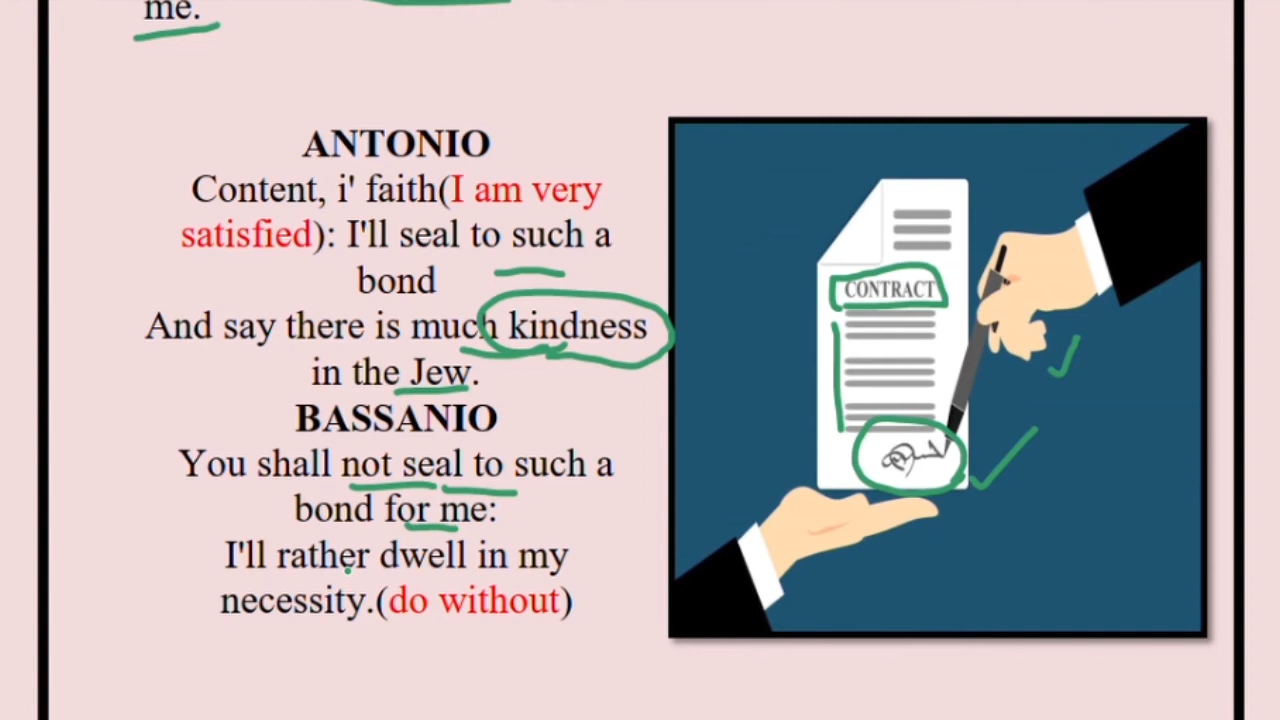 me.
ANTONIO
Content, i' faith(I am very
satisfied): I'll seal to such a
bond
And say there is much kindness
in the Jew.
BASSANIO
You shall not seal to such a
bond for me:
I'll rather dwell in my
necessity.(do without)
CONTRACT